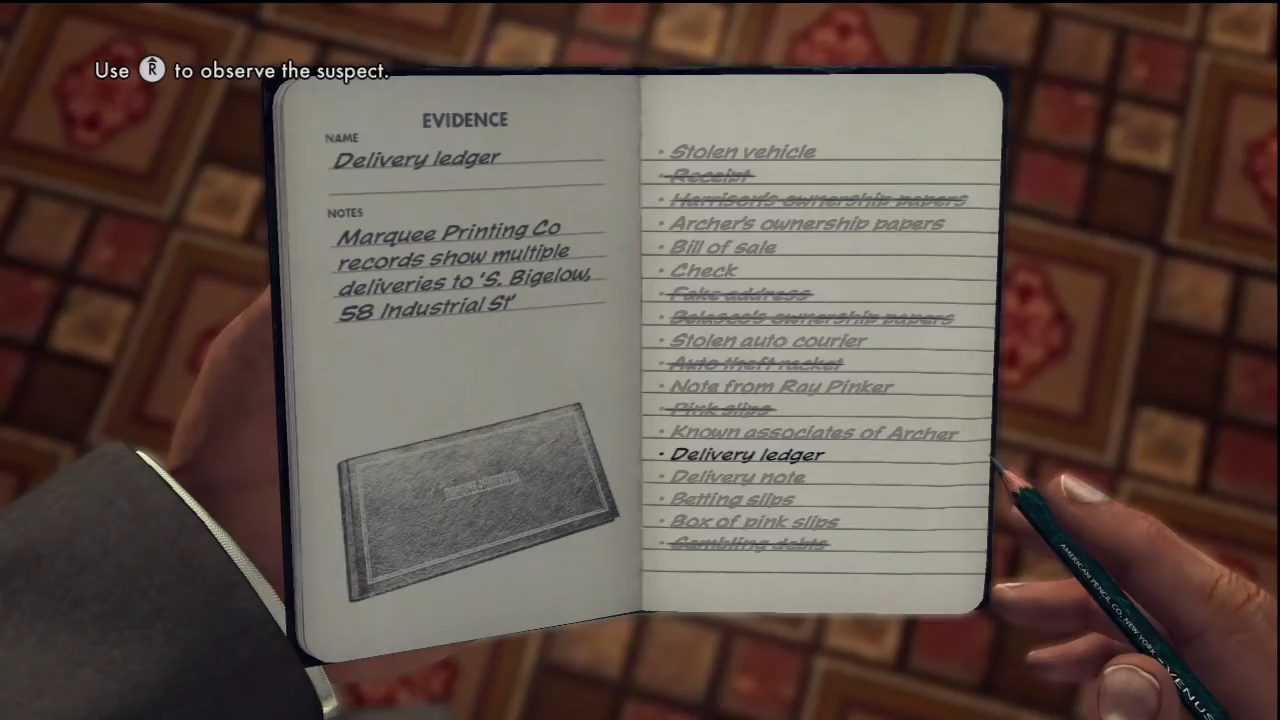 Use R to observe the suspect.
EVIDENCE
NAME
Delivery ledger
NOTES
Marquee Printing Co
records show multiple
deliveries to 'S. Bigelow,
58 Industrial St'
· Stolen vehicle
· Receipt
· Harrison's ownership papers
· Archer's ownership papers
· Bill of sale
· Check
· Fake address
· Belasco's ownership papers
· Stolen auto courier
· Auto theft racket
· Note from Ray Pinker
· Pink slips
· Known associates of Archer
· Delivery ledger
· Delivery note
· Betting slips
· Box of pink slips
· Gambling debts
AMERICAN PENCIL CO. NEW YORK VENUS